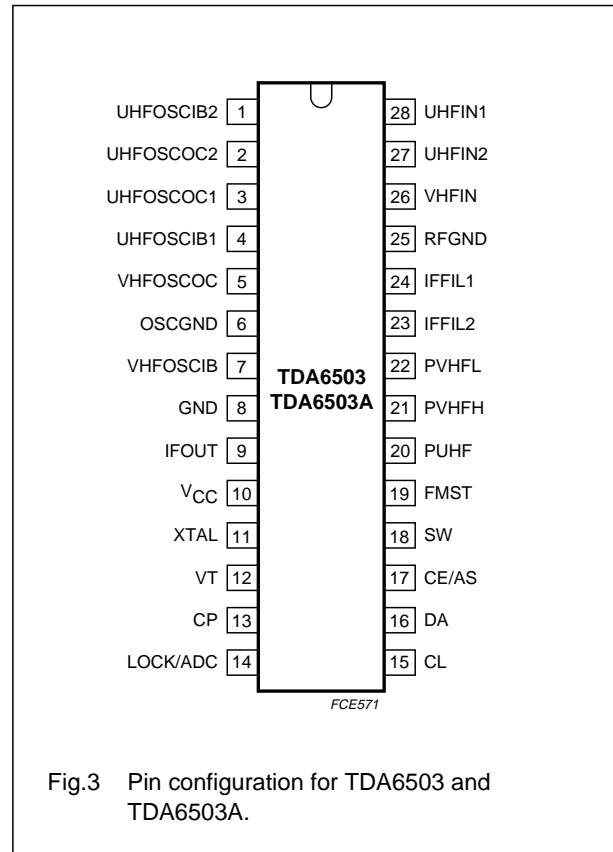 UHFOSCIB2 1 28 UHFIN1
UHFOSCOC2 2 27 UHFIN2
UHFOSCOC1 3 26 VHFIN
UHFOSCIB1 4 25 RFGND
VHFOSCOC 5 24 IFFIL1
OSCGND 6 23 IFFIL2
VHFOSCIB 7 22 PVHFL
TDA6503
TDA6503A
GND 8 21 PVHFH
IFOUT 9 20 PUHF
VCC 10 19 FMST
XTAL 11 18 SW
VT 12 17 CE/AS
CP 13 16 DA
LOCK/ADC 14 15 CL
FCE571
Fig.3 Pin configuration for TDA6503 and
TDA6503A.